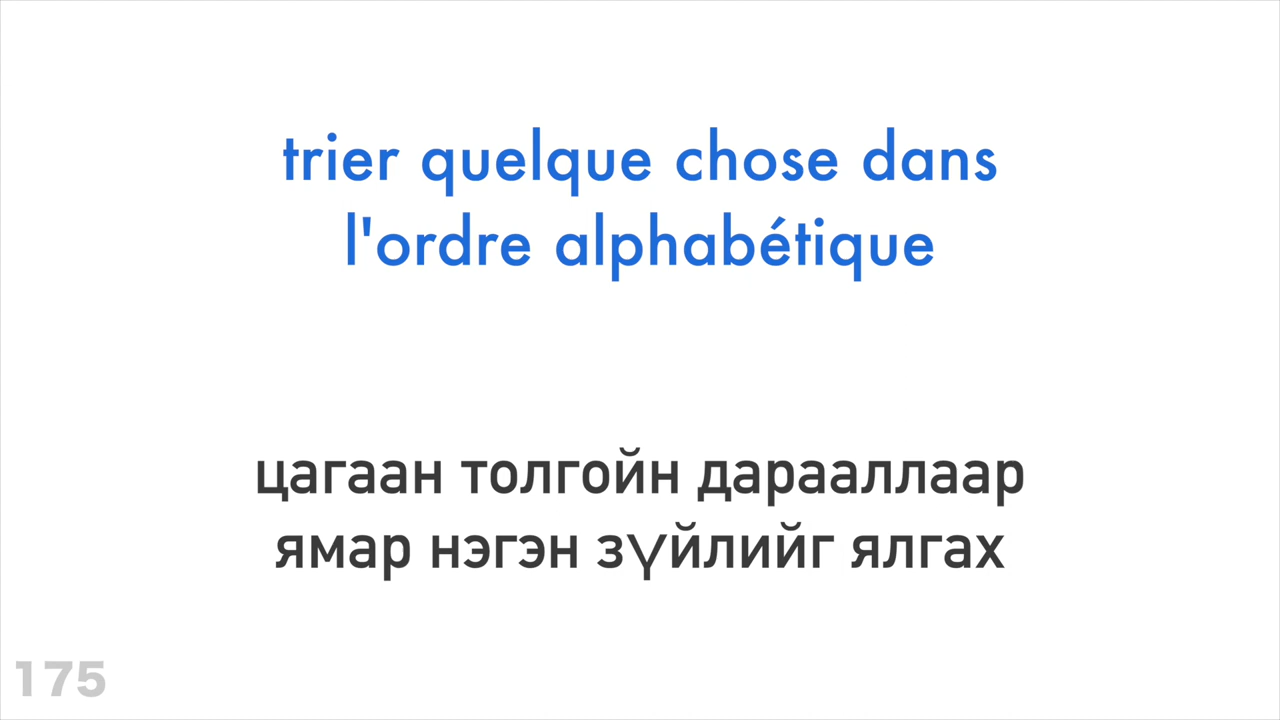 trier quelque chose dans
l'ordre alphabétique
цагаан толгойн дарааллаар
ямар нэгэн зүйлийг ялгах
175